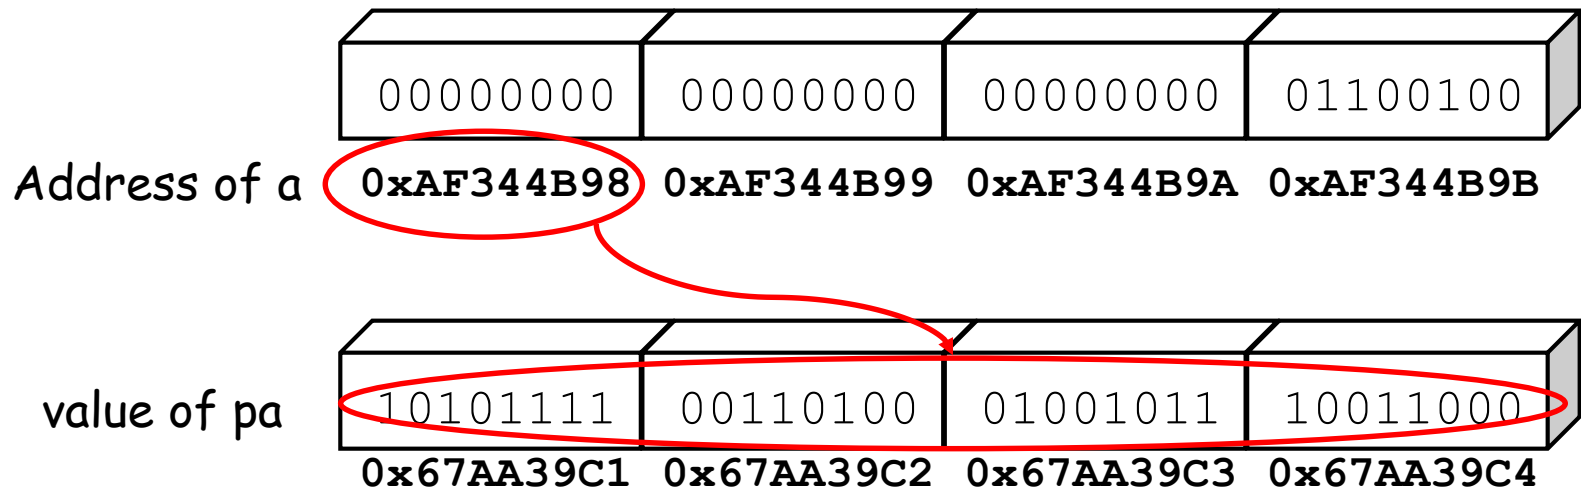 00000000 00000000 00000000 01100100
Address of a 0xAF344B98 0xAF344B99 0xAF344B9A 0xAF344B9B
value of pa 10101111 00110100 01001011 10011000
0x67AA39C1 0x67AA39C2 0x67AA39C3 0x67AA39C4